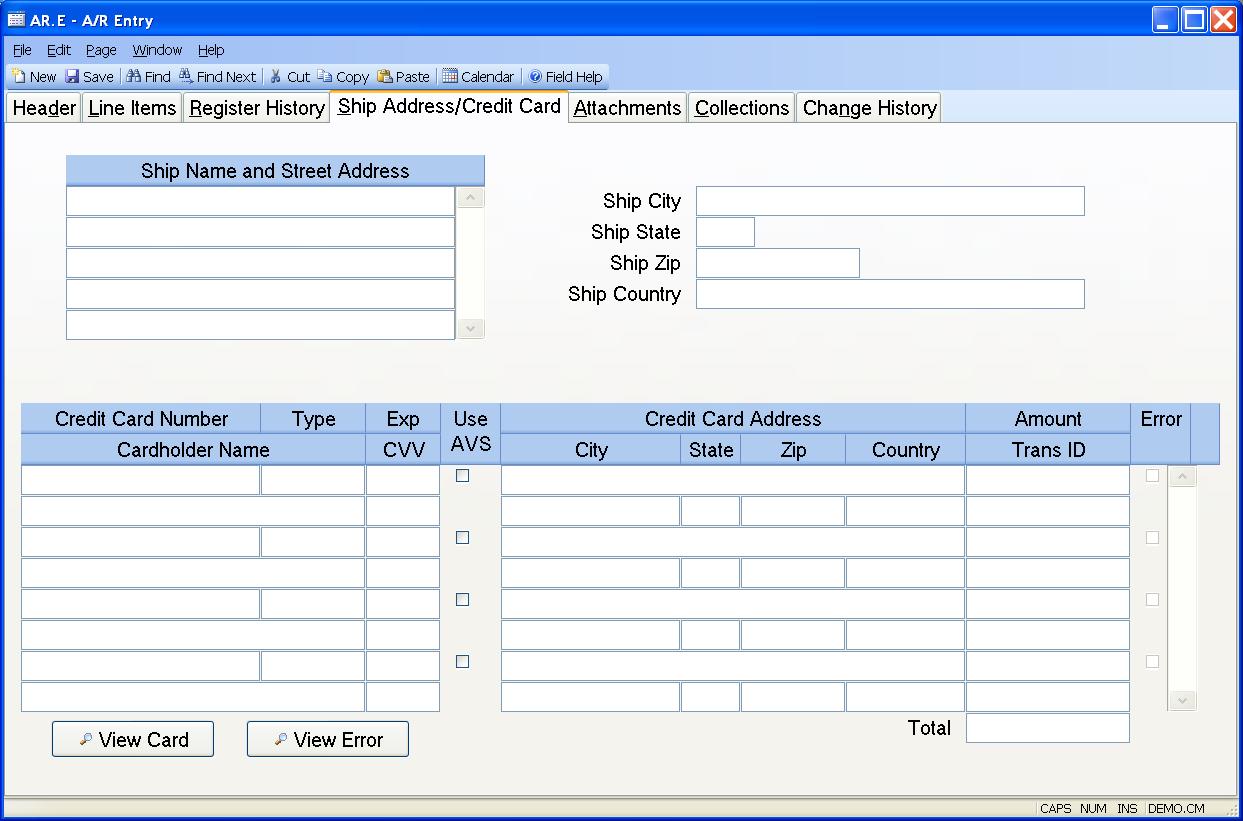 AR.E - A/R Entry
File Edit Page Window Help
New Save Find Find Next Cut Copy Paste Calendar Field Help
Header Line Items Register History Ship Address/Credit Card Attachments Collections Change History
Ship Name and Street Address
Ship City
Ship State
Ship Zip
Ship Country
Credit Card Number Type Exp Use AVS Credit Card Address Amount Error
Cardholder Name CVV City State Zip Country Trans ID
Total
View Card View Error
CAPS NUM INS DEMO.CM